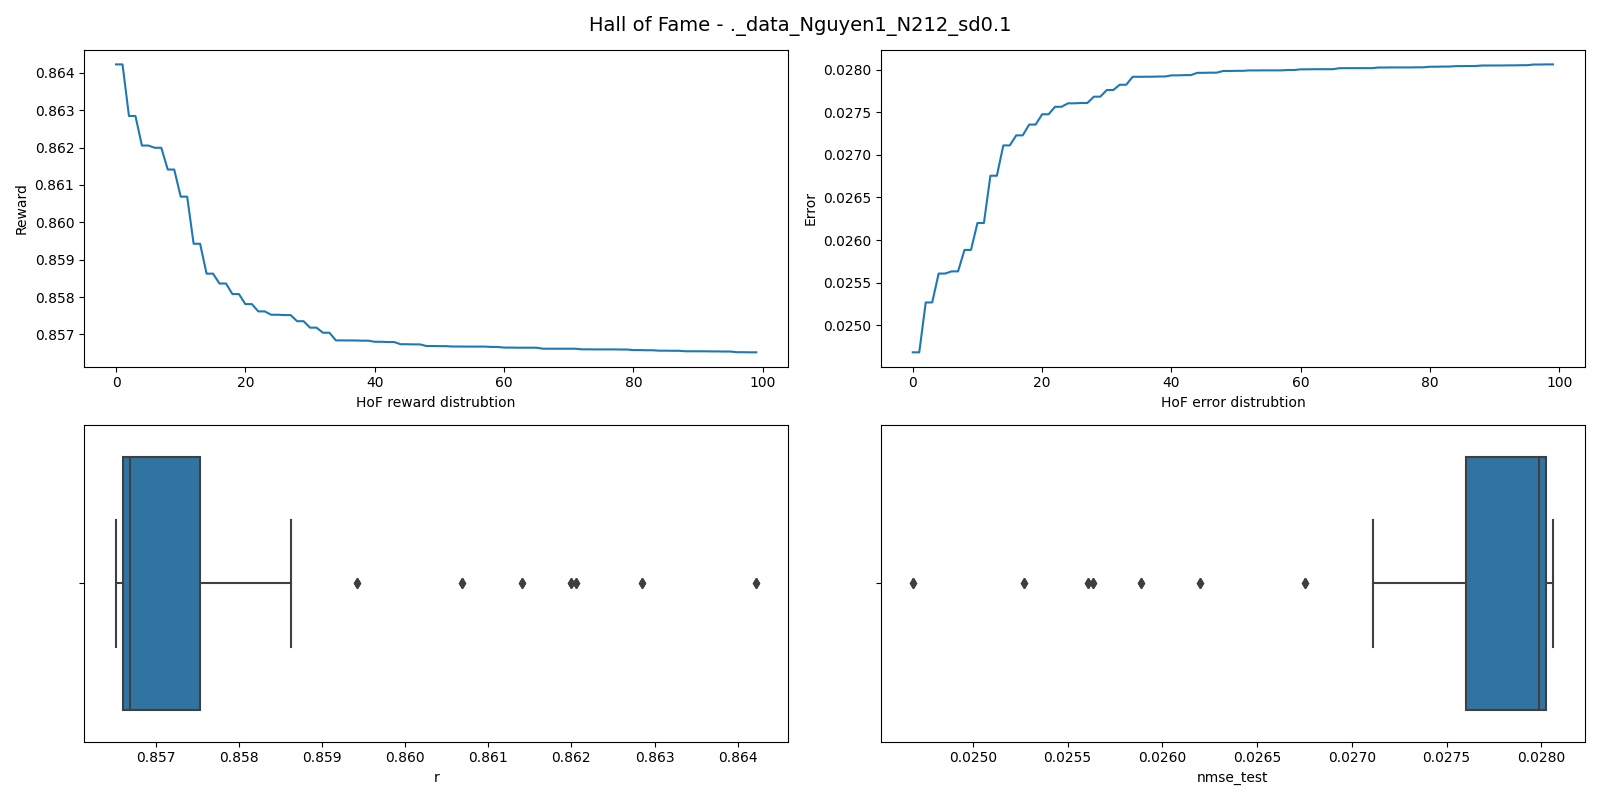 Hall of Fame - ._data_Nguyen1_N212_sd0.1
0.864
0.863
0.862
0.861
0.860
0.859
0.858
0.857
Reward
0 20 40 60 80 100
HoF reward distrubtion
0.0280
0.0275
0.0270
0.0265
0.0260
0.0255
0.0250
Error
0 20 40 60 80 100
HoF error distrubtion
0.857 0.858 0.859 0.860 0.861 0.862 0.863 0.864
r
0.0250 0.0255 0.0260 0.0265 0.0270 0.0275 0.0280
nmse_test